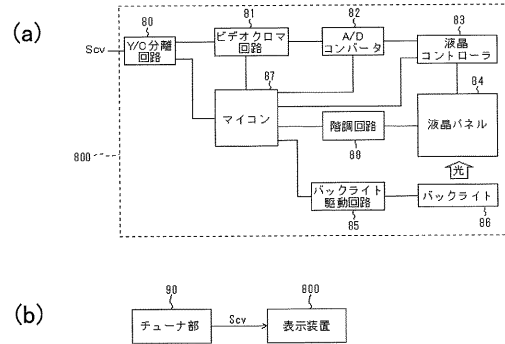 (a)
80
81
82
83
Scv
Y/C分離
回路
ビデオクロマ
回路
A/D
コンバータ
液晶
コントローラ
87
84
マイコン
階調回路
88
液晶パネル
800
光
バックライト
駆動回路
85
バックライト
86
(b)
90
800
チューナ部
Scv
表示装置